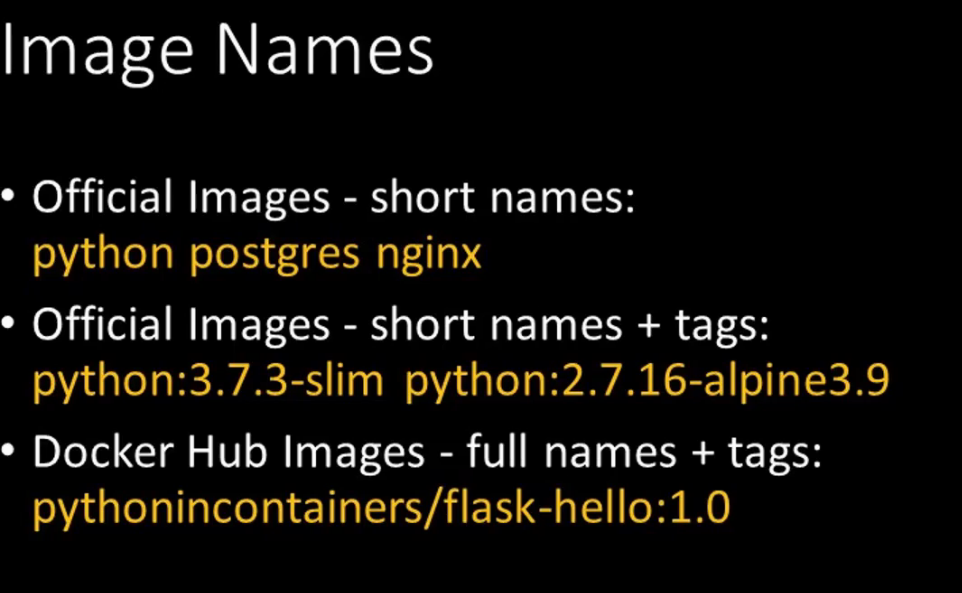 Image Names
• Official Images - short names:
python postgres nginx
• Official Images - short names + tags:
python:3.7.3-slim python:2.7.16-alpine3.9
• Docker Hub Images - full names + tags:
pythonincontainers/flask-hello:1.0